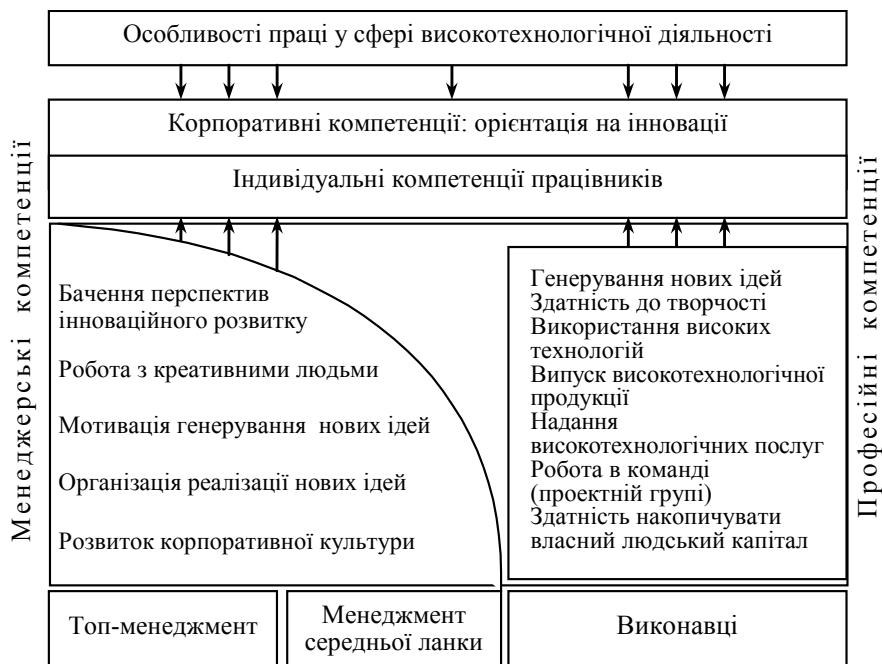 Особливості праці у сфері високотехнологічної діяльності
Корпоративні компетенції: орієнтація на інновації
Індивідуальні компетенції працівників
Менеджерські компетенції
Бачення перспектив
інноваційного розвитку
Робота з креативними людьми
Мотивація генерування нових ідей
Організація реалізації нових ідей
Розвиток корпоративної культури
Генерування нових ідей
Здатність до творчості
Використання високих
технологій
Випуск високотехнологічної
продукції
Надання
високотехнологічних послуг
Робота в команді
(проектній групі)
Здатність накопичувати
власний людський капітал
Професійні компетенції
Топ-менеджмент
Менеджмент
середньої ланки
Виконавці